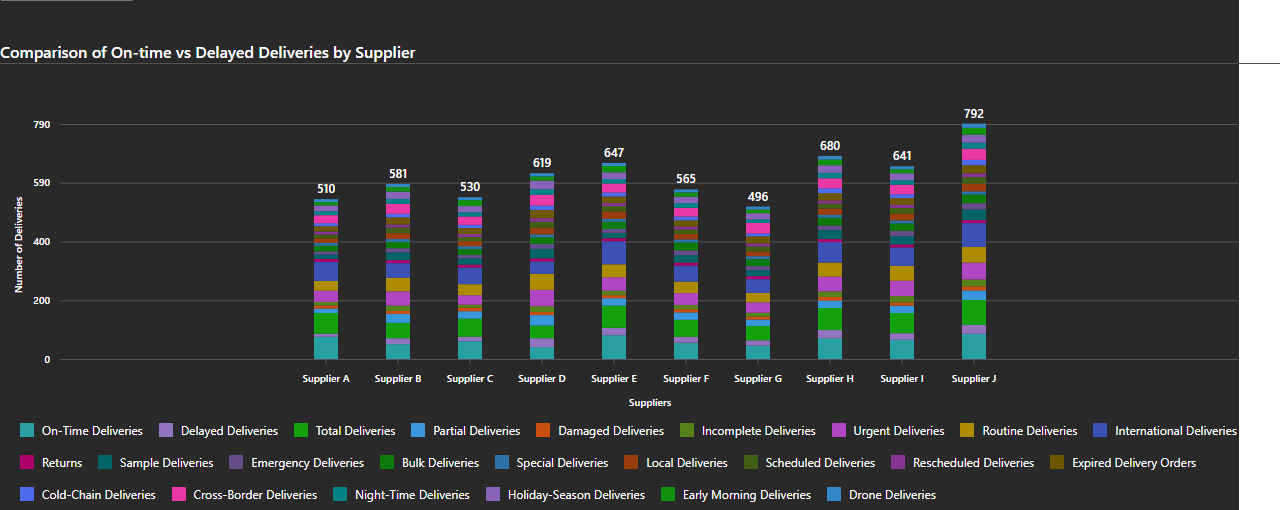 Comparison of On-time vs Delayed Deliveries by Supplier
792
790
680
647
641
619
581
565
530
510
496
590
400
200
0
Number of Deliveries
Supplier A Supplier B Supplier C Supplier D Supplier E Supplier F Supplier G Supplier H Supplier I Supplier J
Suppliers
On-Time Deliveries Delayed Deliveries Total Deliveries Partial Deliveries Damaged Deliveries Incomplete Deliveries Urgent Deliveries Routine Deliveries International Deliveries
Returns Sample Deliveries Emergency Deliveries Bulk Deliveries Special Deliveries Local Deliveries Scheduled Deliveries Rescheduled Deliveries Expired Delivery Orders
Cold-Chain Deliveries Cross-Border Deliveries Night-Time Deliveries Holiday-Season Deliveries Early Morning Deliveries Drone Deliveries